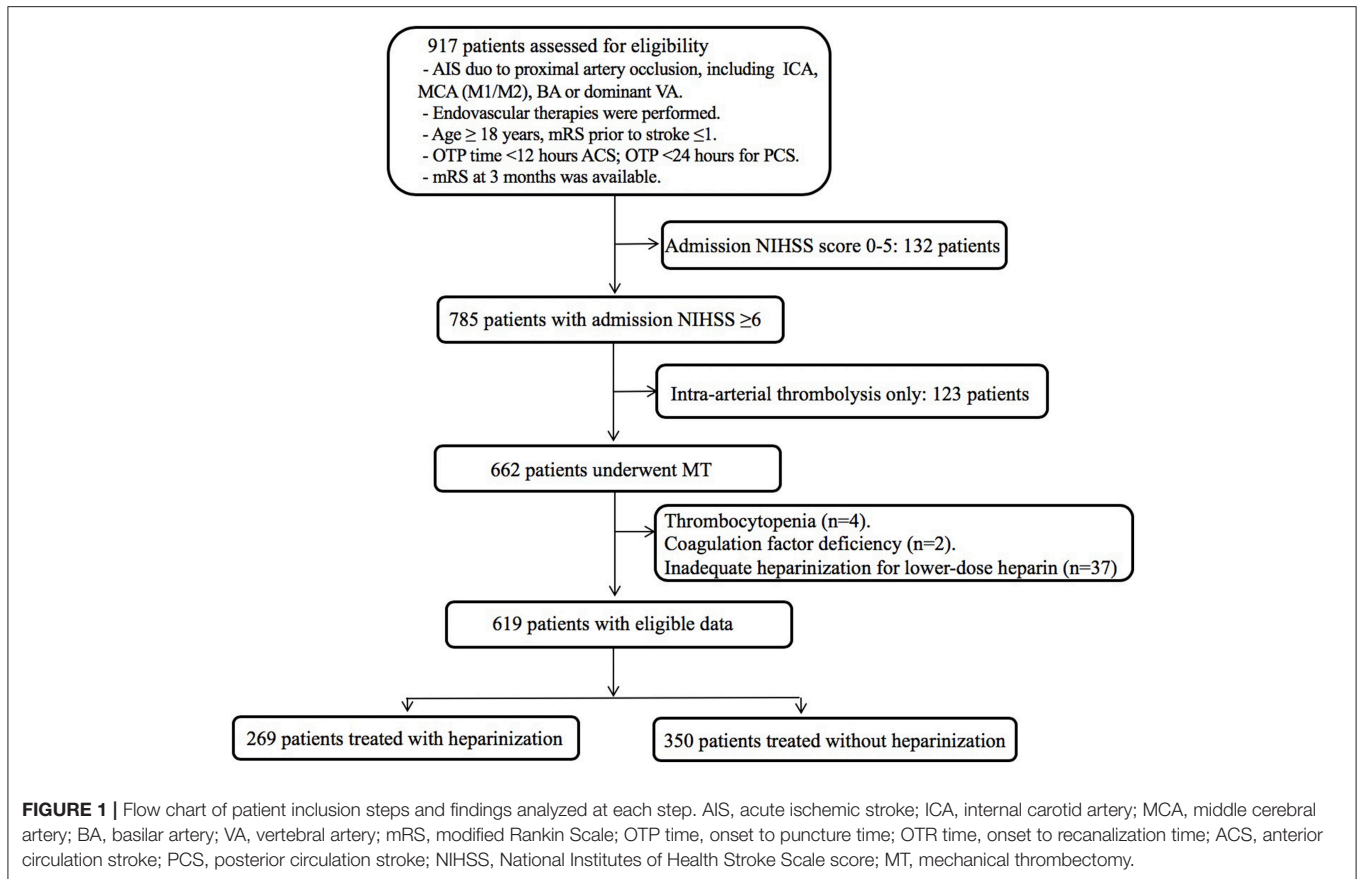 917 patients assessed for eligibility
- AIS duo to proximal artery occlusion, including ICA,
MCA (M1/M2), BA or dominant VA.
- Endovascular therapies were performed.
- Age ≥ 18 years, mRS prior to stroke ≤1.
- OTP time <12 hours ACS; OTP <24 hours for PCS.
- mRS at 3 months was available.
Admission NIHSS score 0-5: 132 patients
785 patients with admission NIHSS ≥6
Intra-arterial thrombolysis only: 123 patients
662 patients underwent MT
Thrombocytopenia (n=4).
Coagulation factor deficiency (n=2).
Inadequate heparinization for lower-dose heparin (n=37)
619 patients with eligible data
269 patients treated with heparinization
350 patients treated without heparinization
FIGURE 1 | Flow chart of patient inclusion steps and findings analyzed at each step. AIS, acute ischemic stroke; ICA, internal carotid artery; MCA, middle cerebral
artery; BA, basilar artery; VA, vertebral artery; mRS, modified Rankin Scale; OTP time, onset to puncture time; OTR time, onset to recanalization time; ACS, anterior
circulation stroke; PCS, posterior circulation stroke; NIHSS, National Institutes of Health Stroke Scale score; MT, mechanical thrombectomy.